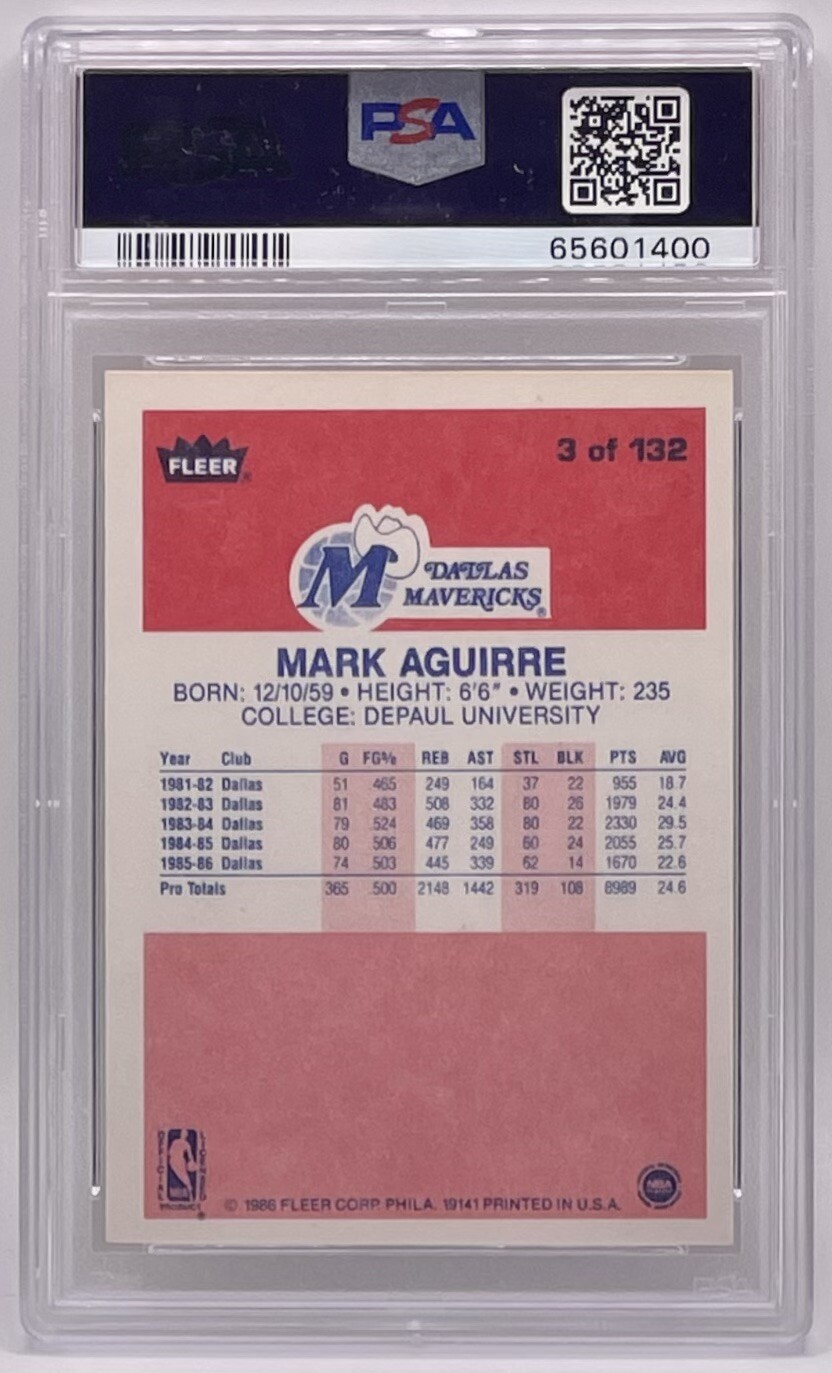 PSA
65601400
FLEER®
3 of 132
M DALLAS
MAVERICKS®
MARK AGUIRRE
BORN: 12/10/59 • HEIGHT: 6'6" • WEIGHT: 235
COLLEGE: DEPAUL UNIVERSITY
Year Club G FG% REB AST STL BLK PTS AVG
1981-82 Dallas 51 .465 249 164 37 22 955 18.7
1982-83 Dallas 81 .483 508 332 80 26 1979 24.4
1983-84 Dallas 79 .524 469 358 80 22 2330 29.5
1984-85 Dallas 80 .506 477 249 60 24 2055 25.7
1985-86 Dallas 74 .503 445 339 62 14 1670 22.6
Pro Totals 365 .500 2148 1442 319 108 8989 24.6
OFFICIAL LICENSED
NBA
PRODUCT®
© 1986 FLEER CORP. PHILA. 19141 PRINTED IN U.S.A.
NBA